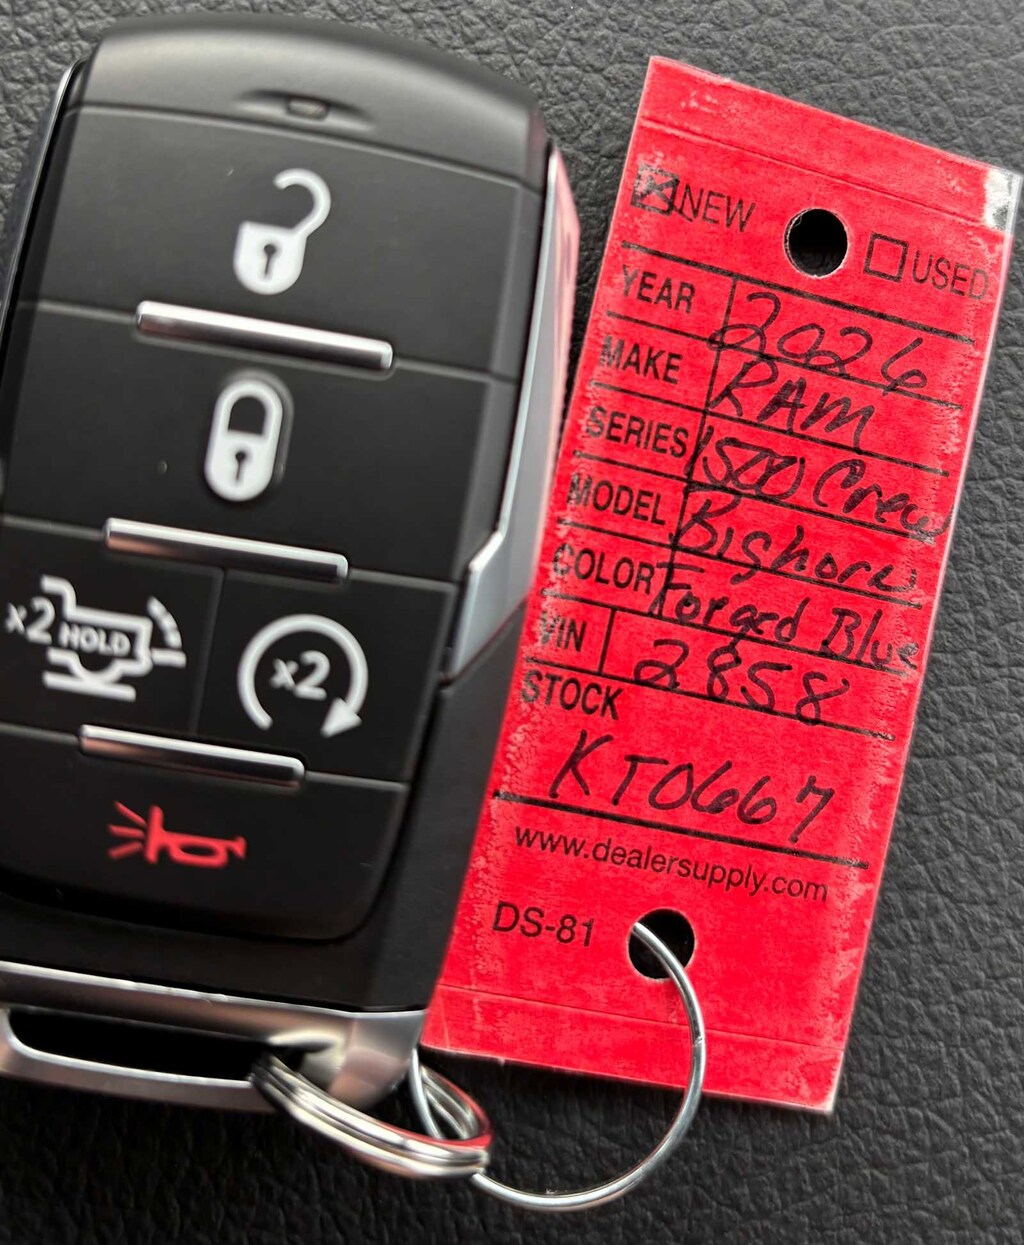 x2 HOLD
x2
NEW
USED
YEAR 2026
MAKE RAM
SERIES 1500 Crew
MODEL Bighorn
COLOR Forged Blue
VIN 2858
STOCK
KT0667
www.dealersupply.com
DS-81